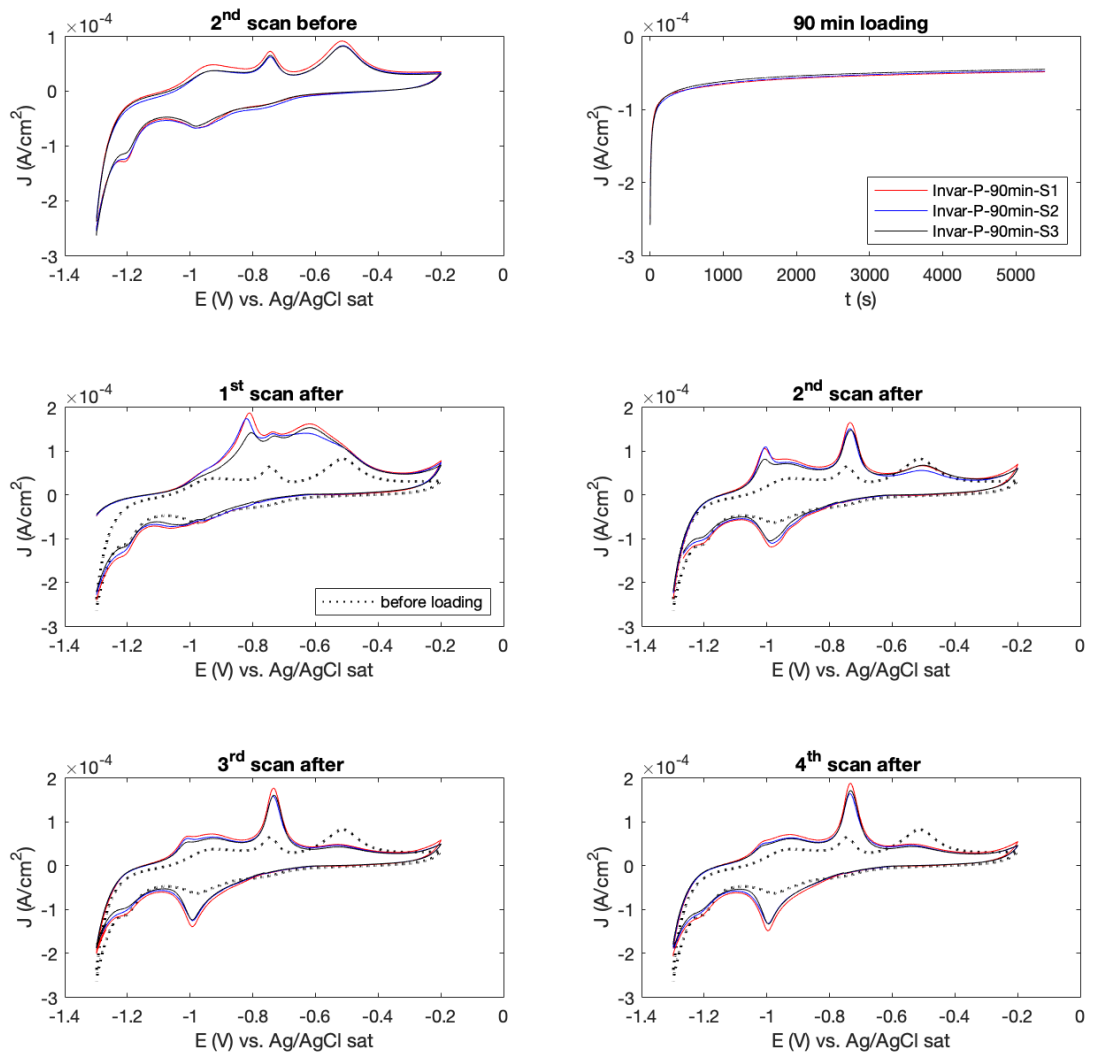 2nd scan before
×10-4
1
0
-1
-2
-3
J (A/cm2)
-1.4 -1.2 -1 -0.8 -0.6 -0.4 -0.2 0
E (V) vs. Ag/AgCl sat
90 min loading
×10-4
0
-1
-2
-3
J (A/cm2)
Invar-P-90min-S1
Invar-P-90min-S2
Invar-P-90min-S3
0 1000 2000 3000 4000 5000
t (s)
1st scan after
×10-4
2
1
0
-1
-2
-3
J (A/cm2)
before loading
-1.4 -1.2 -1 -0.8 -0.6 -0.4 -0.2 0
E (V) vs. Ag/AgCl sat
2nd scan after
×10-4
2
1
0
-1
-2
-3
J (A/cm2)
-1.4 -1.2 -1 -0.8 -0.6 -0.4 -0.2 0
E (V) vs. Ag/AgCl sat
3rd scan after
×10-4
2
1
0
-1
-2
-3
J (A/cm2)
-1.4 -1.2 -1 -0.8 -0.6 -0.4 -0.2 0
E (V) vs. Ag/AgCl sat
4th scan after
×10-4
2
1
0
-1
-2
-3
J (A/cm2)
-1.4 -1.2 -1 -0.8 -0.6 -0.4 -0.2 0
E (V) vs. Ag/AgCl sat